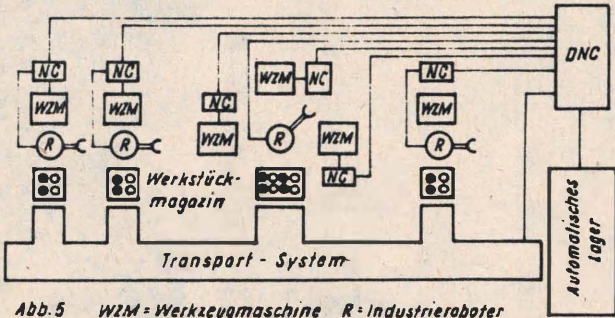 DNC
NC
NC
WZM
NC
NC
WZM
WZM
NC
WZM
WZM
WZM
NC
R
R
R
R
Werkstück-
magazin
Automatisches
Lager
Transport - System
Abb.5 WZM = Werkzeugmaschine R = Industrieroboter